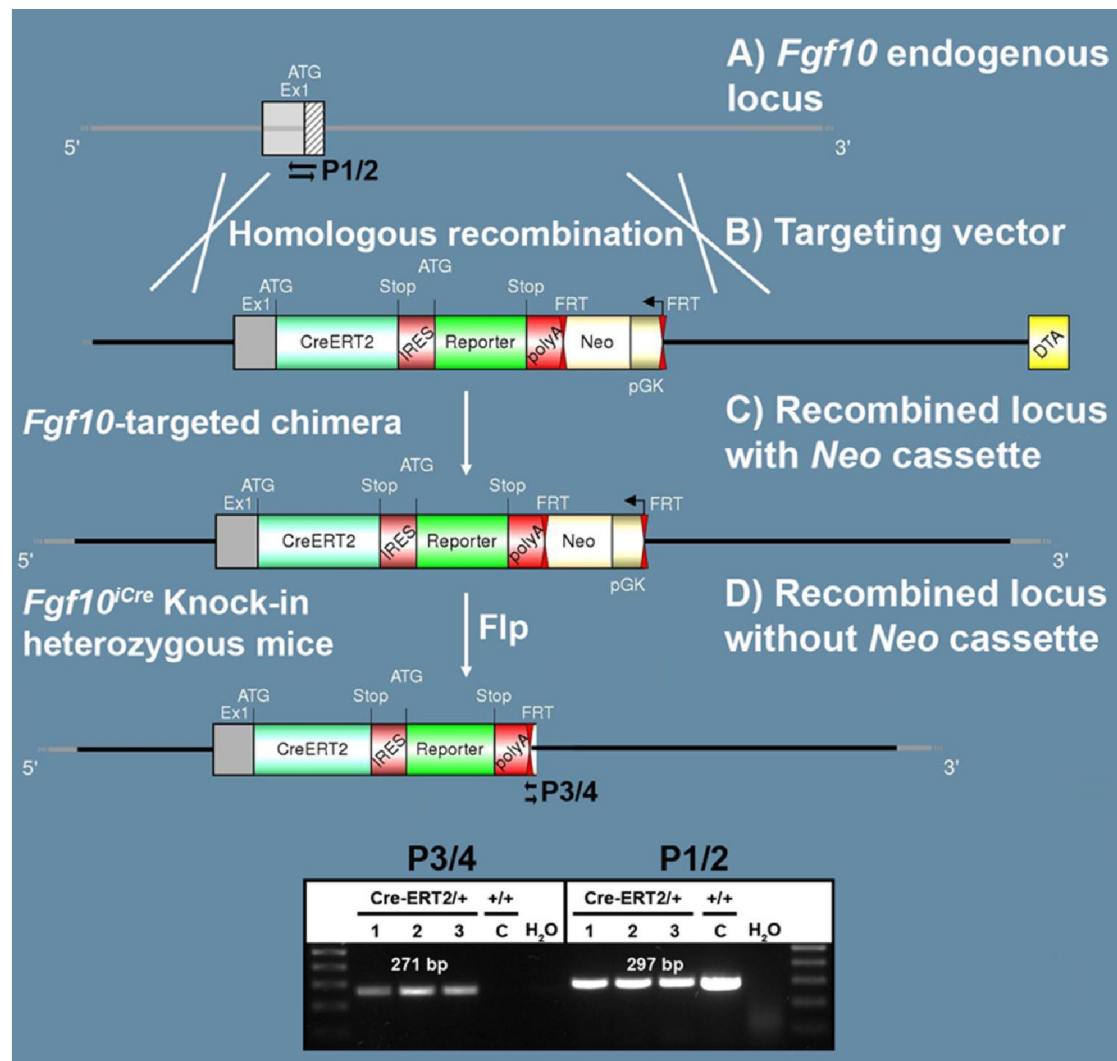 A) Fgf10 endogenous
locus
ATG
Ex1
5'
3'
P1/2
Homologous recombination
B) Targeting vector
ATG
Ex1
ATG
Stop
Stop
FRT
FRT
CreERT2
IRES
Reporter
polyA
Neo
pGK
DTA
Fgf10-targeted chimera
C) Recombined locus
with Neo cassette
ATG
Ex1
ATG
Stop
Stop
FRT
FRT
CreERT2
IRES
Reporter
polyA
Neo
pGK
5'
3'
Fgf10iCre Knock-in
heterozygous mice
Flp
D) Recombined locus
without Neo cassette
ATG
Ex1
ATG
Stop
Stop
FRT
CreERT2
IRES
Reporter
polyA
5'
3'
P3/4
P3/4 P1/2
Cre-ERT2/+ +/+ Cre-ERT2/+ +/+
1 2 3 C H2O 1 2 3 C H2O
271 bp 297 bp